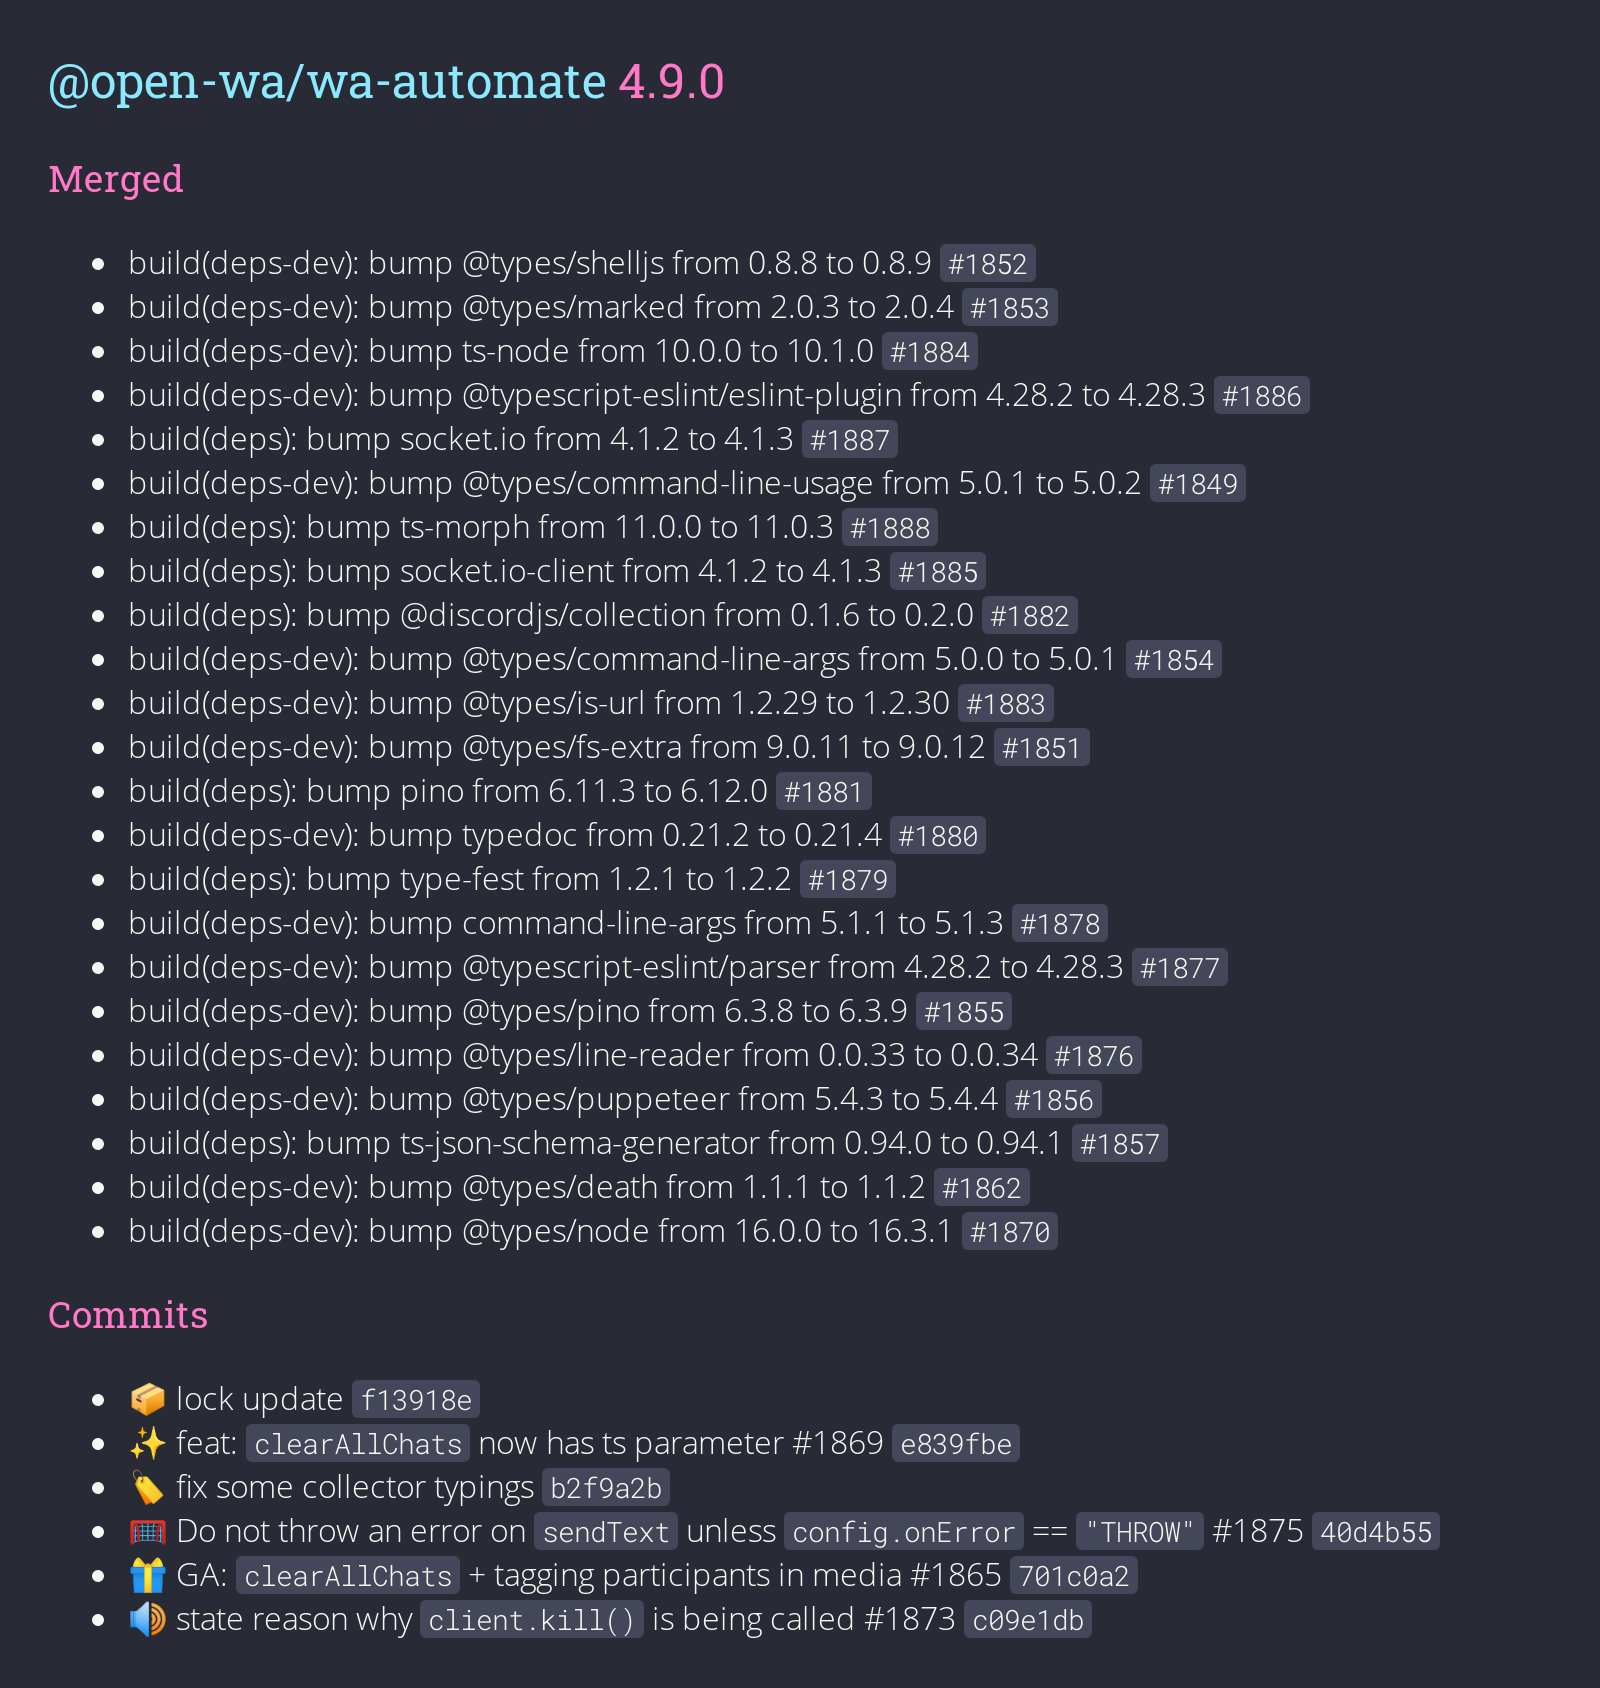 @open-wa/wa-automate 4.9.0
Merged
build(deps-dev): bump @types/shelljs from 0.8.8 to 0.8.9 #1852
build(deps-dev): bump @types/marked from 2.0.3 to 2.0.4 #1853
build(deps-dev): bump ts-node from 10.0.0 to 10.1.0 #1884
build(deps-dev): bump @typescript-eslint/eslint-plugin from 4.28.2 to 4.28.3 #1886
build(deps): bump socket.io from 4.1.2 to 4.1.3 #1887
build(deps-dev): bump @types/command-line-usage from 5.0.1 to 5.0.2 #1849
build(deps): bump ts-morph from 11.0.0 to 11.0.3 #1888
build(deps): bump socket.io-client from 4.1.2 to 4.1.3 #1885
build(deps): bump @discordjs/collection from 0.1.6 to 0.2.0 #1882
build(deps-dev): bump @types/command-line-args from 5.0.0 to 5.0.1 #1854
build(deps-dev): bump @types/is-url from 1.2.29 to 1.2.30 #1883
build(deps-dev): bump @types/fs-extra from 9.0.11 to 9.0.12 #1851
build(deps): bump pino from 6.11.3 to 6.12.0 #1881
build(deps-dev): bump typedoc from 0.21.2 to 0.21.4 #1880
build(deps): bump type-fest from 1.2.1 to 1.2.2 #1879
build(deps-dev): bump command-line-args from 5.1.1 to 5.1.3 #1878
build(deps-dev): bump @typescript-eslint/parser from 4.28.2 to 4.28.3 #1877
build(deps-dev): bump @types/pino from 6.3.8 to 6.3.9 #1855
build(deps-dev): bump @types/line-reader from 0.0.33 to 0.0.34 #1876
build(deps-dev): bump @types/puppeteer from 5.4.3 to 5.4.4 #1856
build(deps): bump ts-json-schema-generator from 0.94.0 to 0.94.1 #1857
build(deps-dev): bump @types/death from 1.1.1 to 1.1.2 #1862
build(deps-dev): bump @types/node from 16.0.0 to 16.3.1 #1870
Commits
📦 lock update f13918e
✨ feat: clearAllChats now has ts parameter #1869 e839fbe
🏷️ fix some collector typings b2f9a2b
🥅 Do not throw an error on sendText unless config.onError == "THROW" #1875 40d4b55
🎁 GA: clearAllChats + tagging participants in media #1865 701c0a2
🔊 state reason why client.kill() is being called #1873 c09e1db